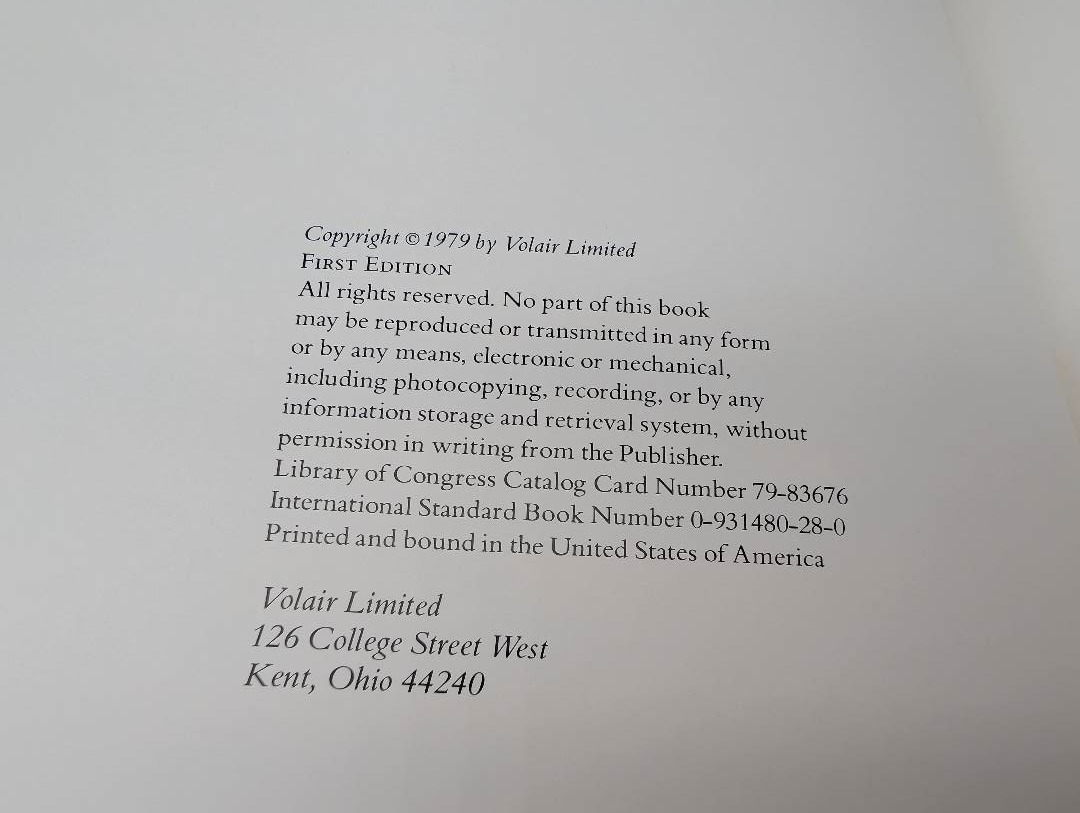 Copyright © 1979 by Volair Limited
FIRST EDITION
All rights reserved. No part of this book
may be reproduced or transmitted in any form
or by any means, electronic or mechanical,
including photocopying, recording, or by any
information storage and retrieval system, without
permission in writing from the Publisher.
Library of Congress Catalog Card Number 79-83676
International Standard Book Number 0-931480-28-0
Printed and bound in the United States of America
Volair Limited
126 College Street West
Kent, Ohio 44240